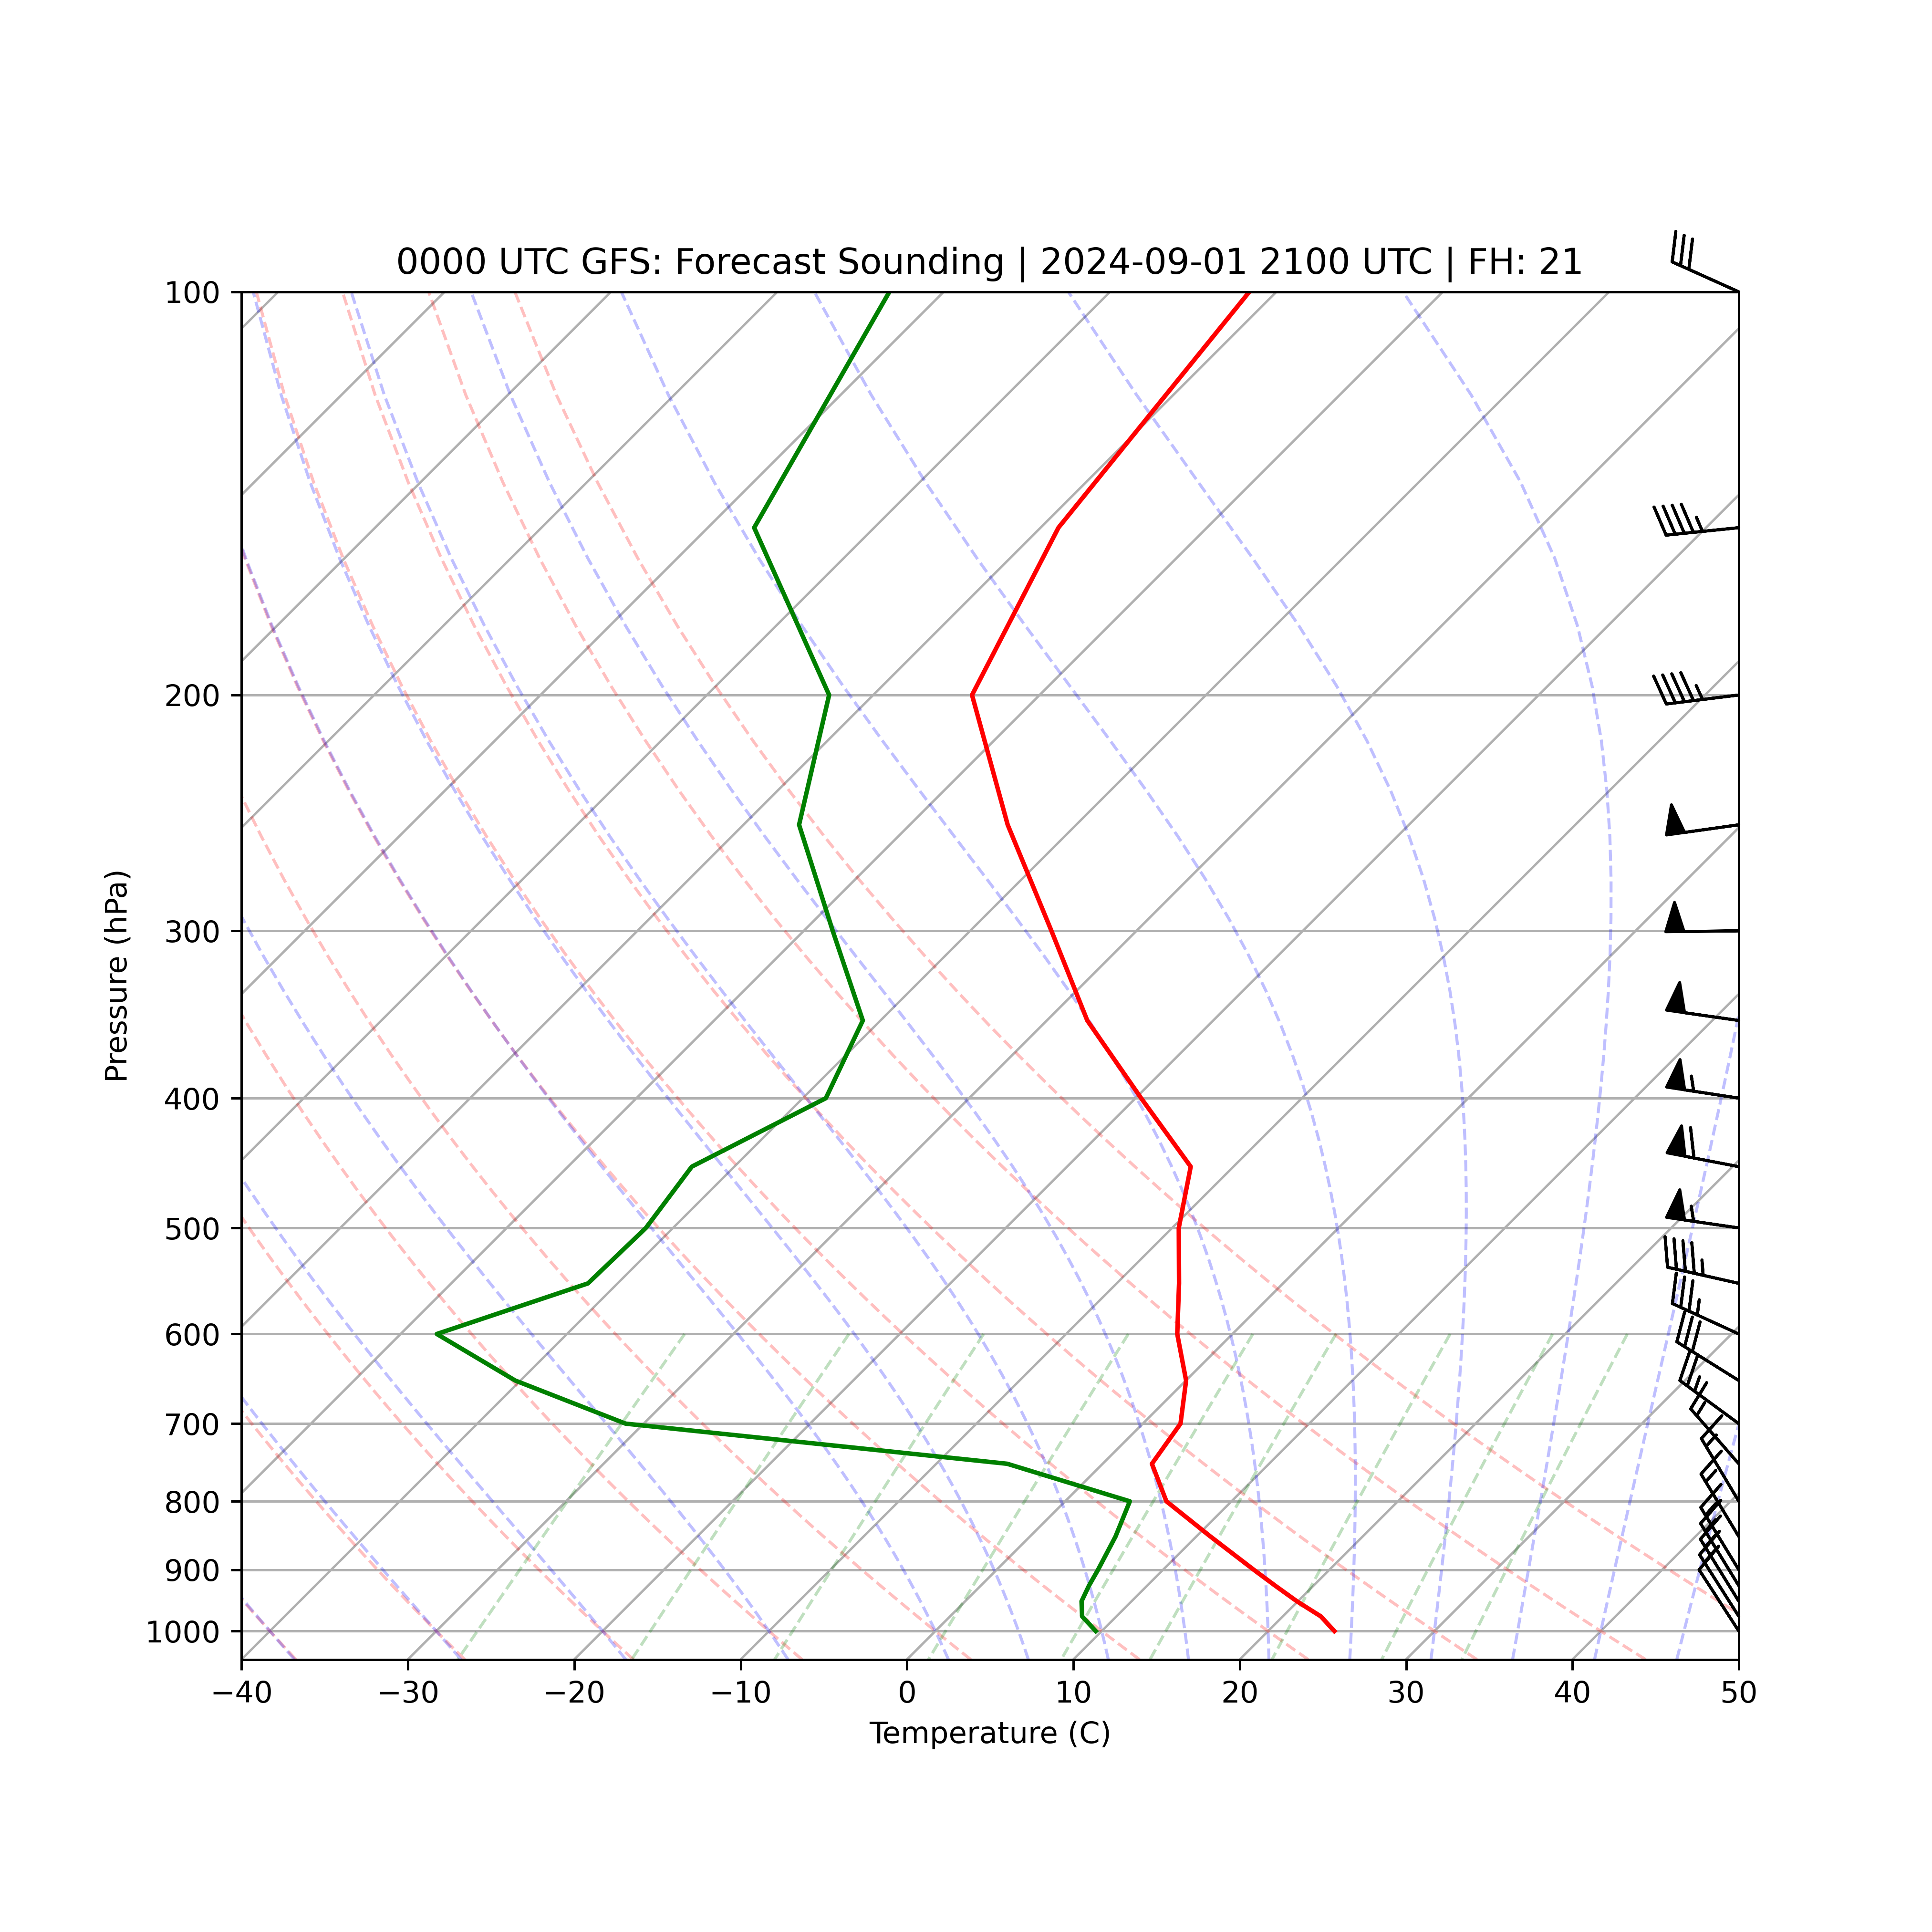 0000 UTC GFS: Forecast Sounding | 2024-09-01 2100 UTC | FH: 21
100
200
300
400
500
600
700
800
900
1000
Pressure (hPa)
−40 −30 −20 −10 0 10 20 30 40 50
Temperature (C)